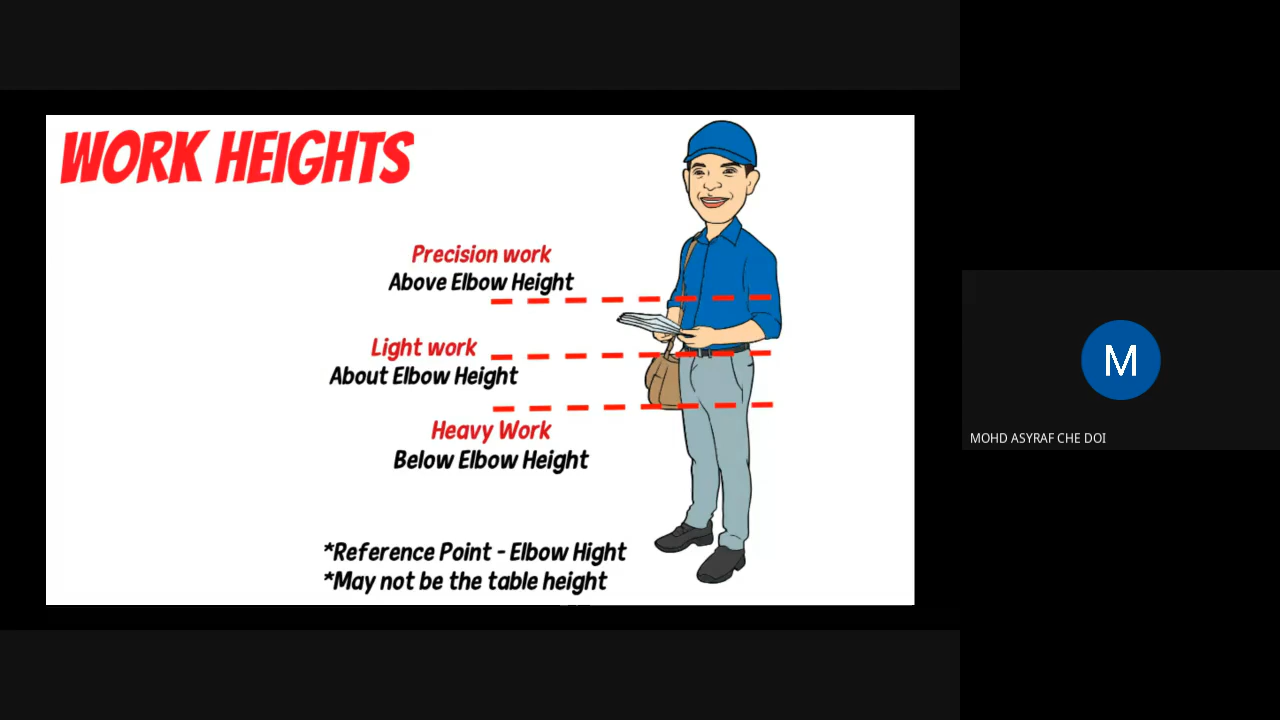 WORK HEIGHTS
Precision work
Above Elbow Height
Light work
About Elbow Height
Heavy Work
Below Elbow Height
*Reference Point - Elbow Hight
*May not be the table height
M
MOHD ASYRAF CHE DOI